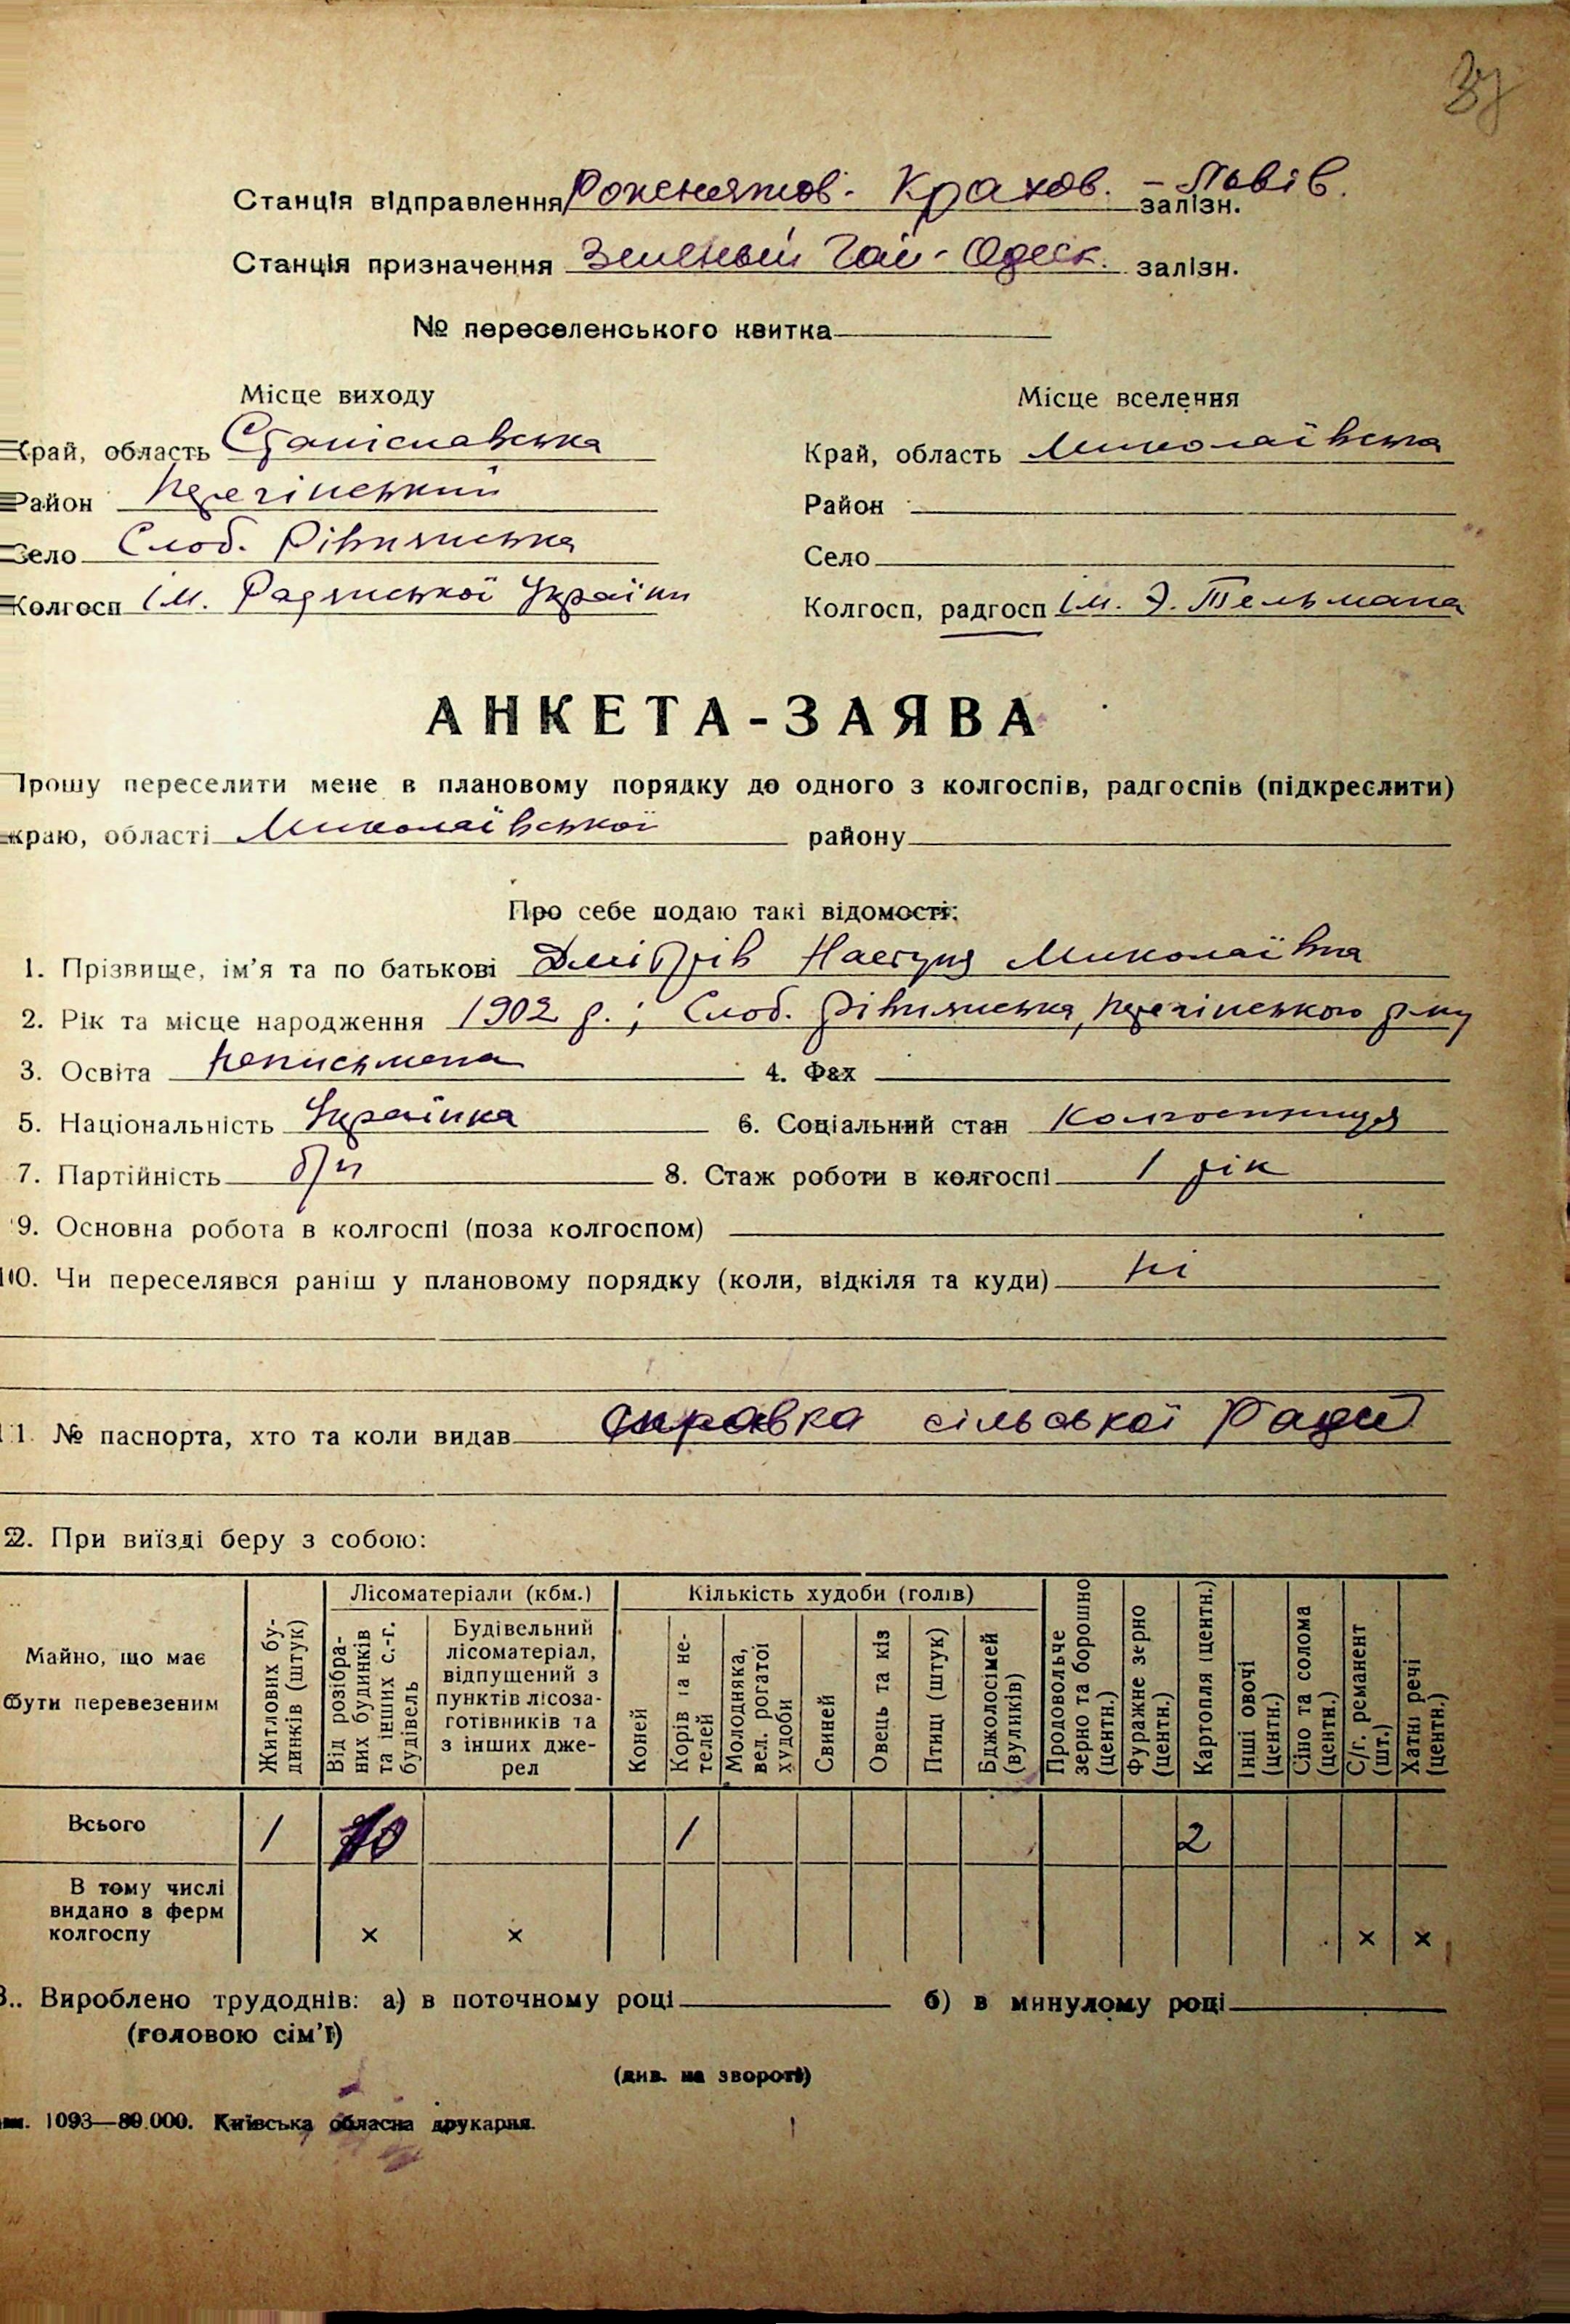 37
Станція відправлення Рожнятов - Крахов. - Львів. залізн.
Станція призначення Зеленый Гай - Одеск. залізн.
№ переселенського квитка
Місце виходу Місце вселення
Край, область Станіславська Край, область Миколаївська
Район Перегінський Район
Село Слоб. Рівнянська Село
Колгосп ім. Радянської України Колгосп, радгосп ім. Э. Тельмана
АНКЕТА-ЗАЯВА
Прошу переселити мене в плановому порядку до одного з колгоспів, радгоспів (підкреслити)
краю, області Миколаївської району
Про себе подаю такі відомості:
1. Прізвище, ім'я та по батькові Дмітрів Настуня Миколаївна
2. Рік та місце народження 1902 р.; Слоб. Рівнянська, Перегінського р-ну
3. Освіта неписьмена 4. Фах
5. Національність Українка 6. Соціальний стан Колгоспниця
7. Партійність б/п 8. Стаж роботи в колгоспі 1 рік
9. Основна робота в колгоспі (поза колгоспом)
10. Чи переселявся раніш у плановому порядку (коли, відкіля та куди) ні
11. № паспорта, хто та коли видав справка сільської Ради
2. При виїзді беру з собою:
Майно, що має бути перевезеним
Житлових будинків (штук)
Лісоматеріали (кбм.)
Від розібраних будинків та інших с.-г. будівель
Будівельний лісоматеріал, відпущений з пунктів лісозаготівників та з інших джерел
Кількість худоби (голів)
Коней
Корів та нетелей
Молодняка, вел. рогатої худоби
Свиней
Овець та кіз
Птиці (штук)
Бджолосімей (вуликів)
Продовольче зерно та борошно (центн.)
Фуражне зерно (центн.)
Картопля (центн.)
Інші овочі (центн.)
Сіно та солома (центн.)
С/г. реманент (шт.)
Хатні речі (центн.)
Всього 1 10 1 2
В тому числі видано з ферм колгоспу × × × ×
3. Вироблено трудоднів: а) в поточному році б) в минулому році
(головою сім'ї)
(див. на звороті)
1093—80.000. Київська обласна друкарня.